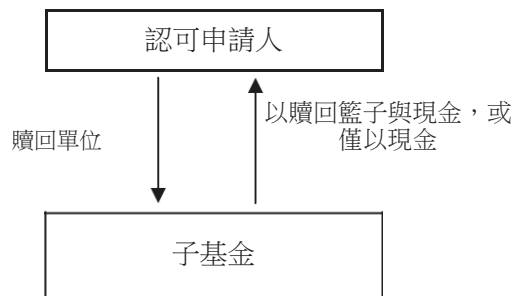 認可申請人
以贖回籃子與現金，或
僅以現金
贖回單位
子基金